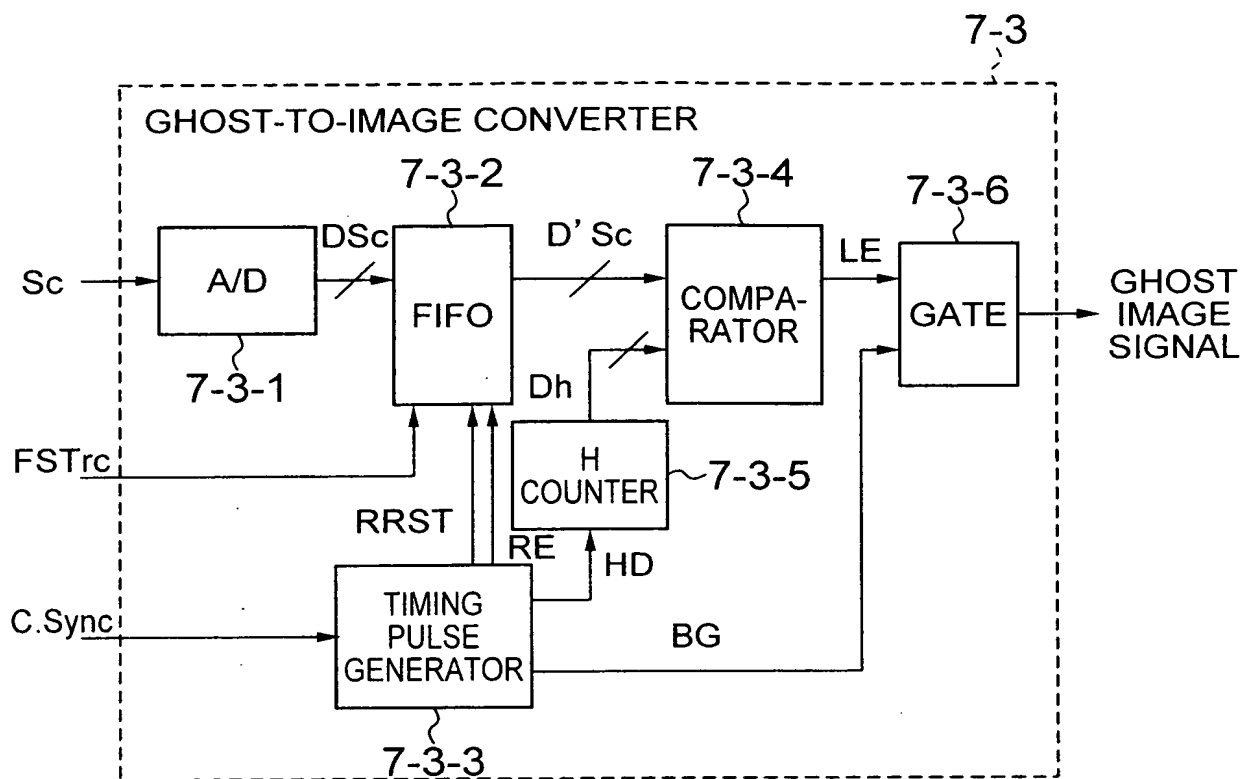 7-3
GHOST-TO-IMAGE CONVERTER
7-3-2
7-3-4
7-3-6
DSc
D' Sc
LE
Sc
A/D
FIFO
COMPA-
RATOR
GATE
GHOST
IMAGE
SIGNAL
7-3-1
Dh
FSTrc
H
COUNTER
7-3-5
RRST
RE
HD
C.Sync
TIMING
PULSE
GENERATOR
BG
7-3-3